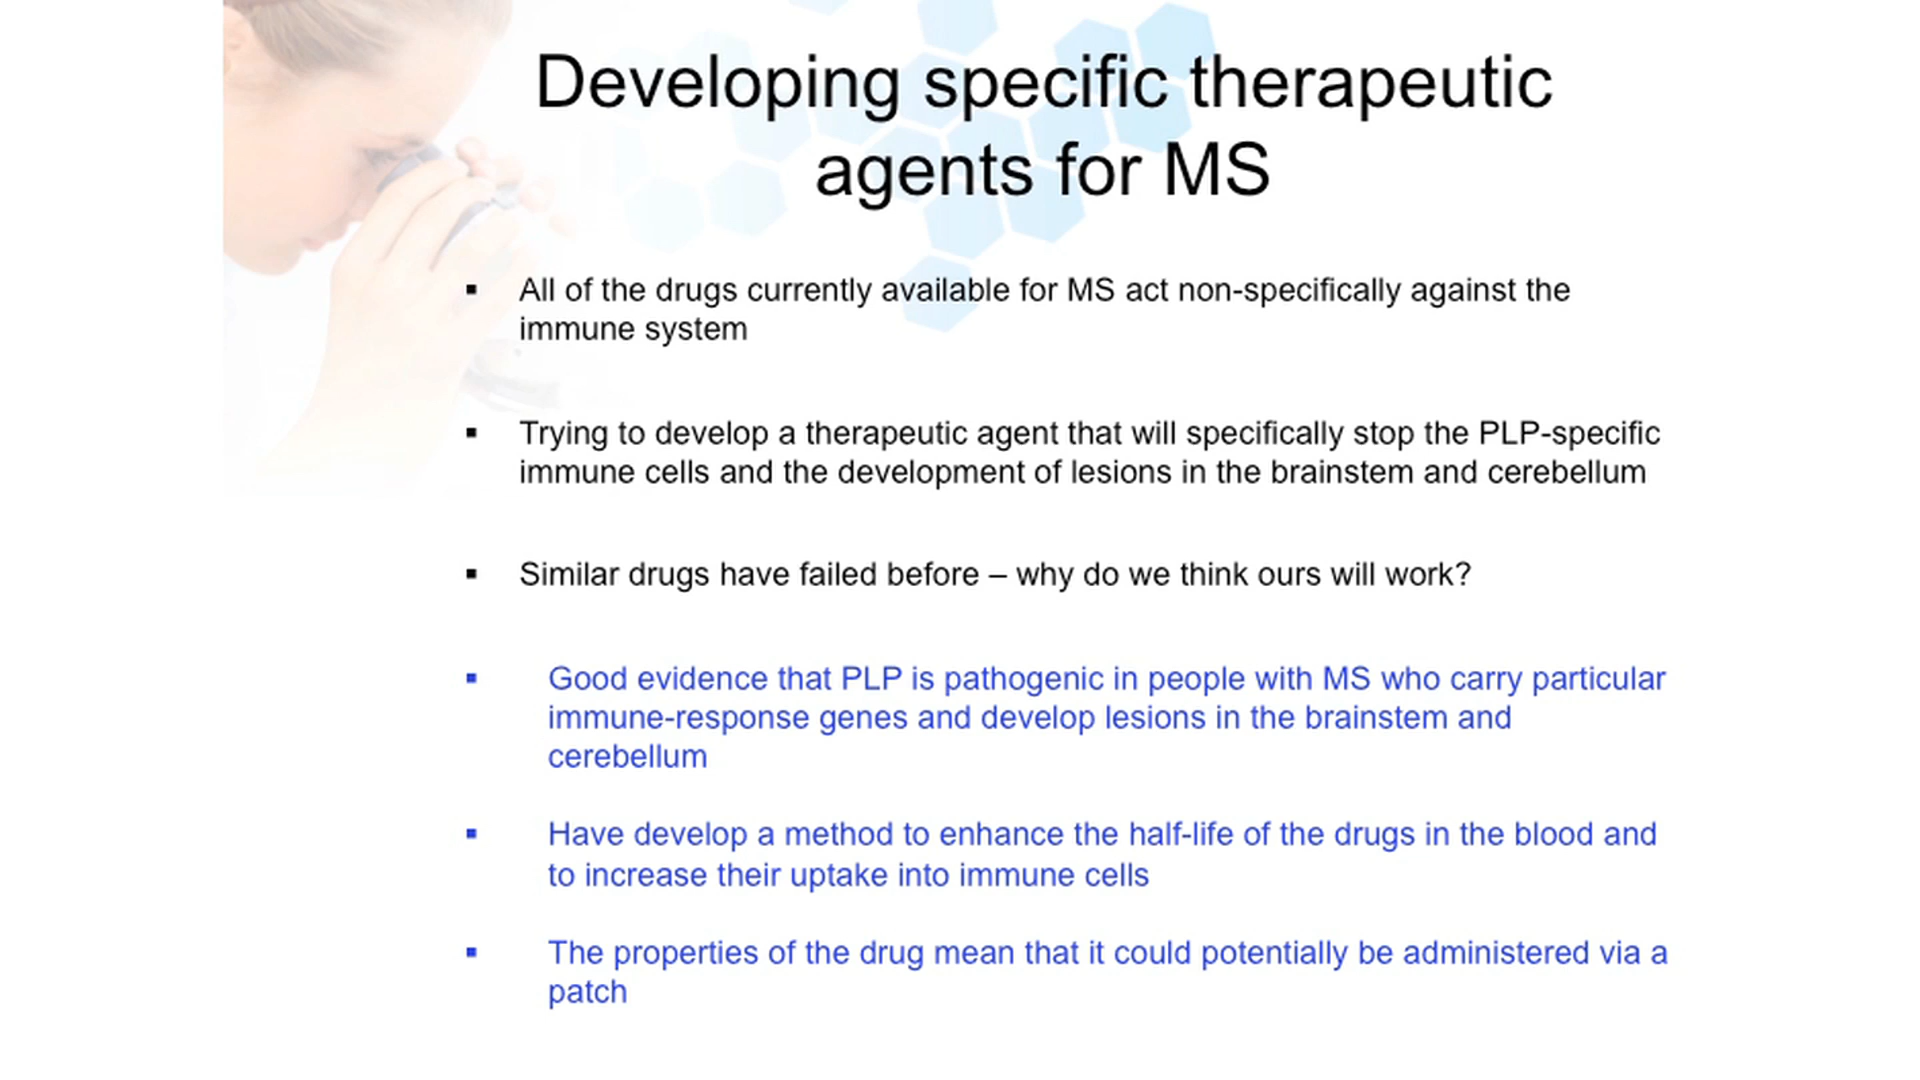 Developing specific therapeutic
agents for MS
▪ All of the drugs currently available for MS act non-specifically against the
immune system
▪ Trying to develop a therapeutic agent that will specifically stop the PLP-specific
immune cells and the development of lesions in the brainstem and cerebellum
▪ Similar drugs have failed before – why do we think ours will work?
▪ Good evidence that PLP is pathogenic in people with MS who carry particular
immune-response genes and develop lesions in the brainstem and
cerebellum
▪ Have develop a method to enhance the half-life of the drugs in the blood and
to increase their uptake into immune cells
▪ The properties of the drug mean that it could potentially be administered via a
patch